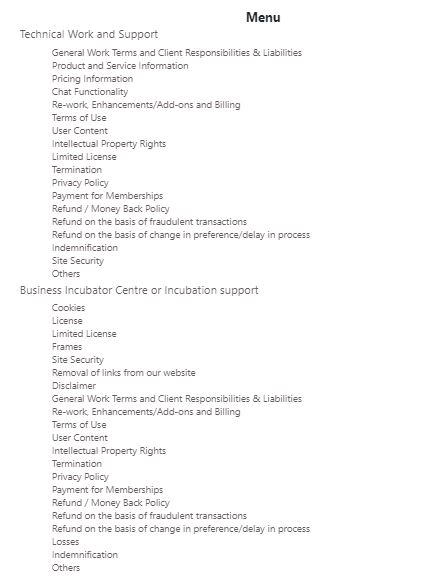 Menu
Technical Work and Support
General Work Terms and Client Responsibilities & Liabilities
Product and Service Information
Pricing Information
Chat Functionality
Re-work, Enhancements/Add-ons and Billing
Terms of Use
User Content
Intellectual Property Rights
Limited License
Termination
Privacy Policy
Payment for Memberships
Refund / Money Back Policy
Refund on the basis of fraudulent transactions
Refund on the basis of change in preference/delay in process
Indemnification
Site Security
Others
Business Incubator Centre or Incubation support
Cookies
License
Limited License
Frames
Site Security
Removal of links from our website
Disclaimer
General Work Terms and Client Responsibilities & Liabilities
Re-work, Enhancements/Add-ons and Billing
Terms of Use
User Content
Intellectual Property Rights
Termination
Privacy Policy
Payment for Memberships
Refund / Money Back Policy
Refund on the basis of fraudulent transactions
Refund on the basis of change in preference/delay in process
Losses
Indemnification
Others